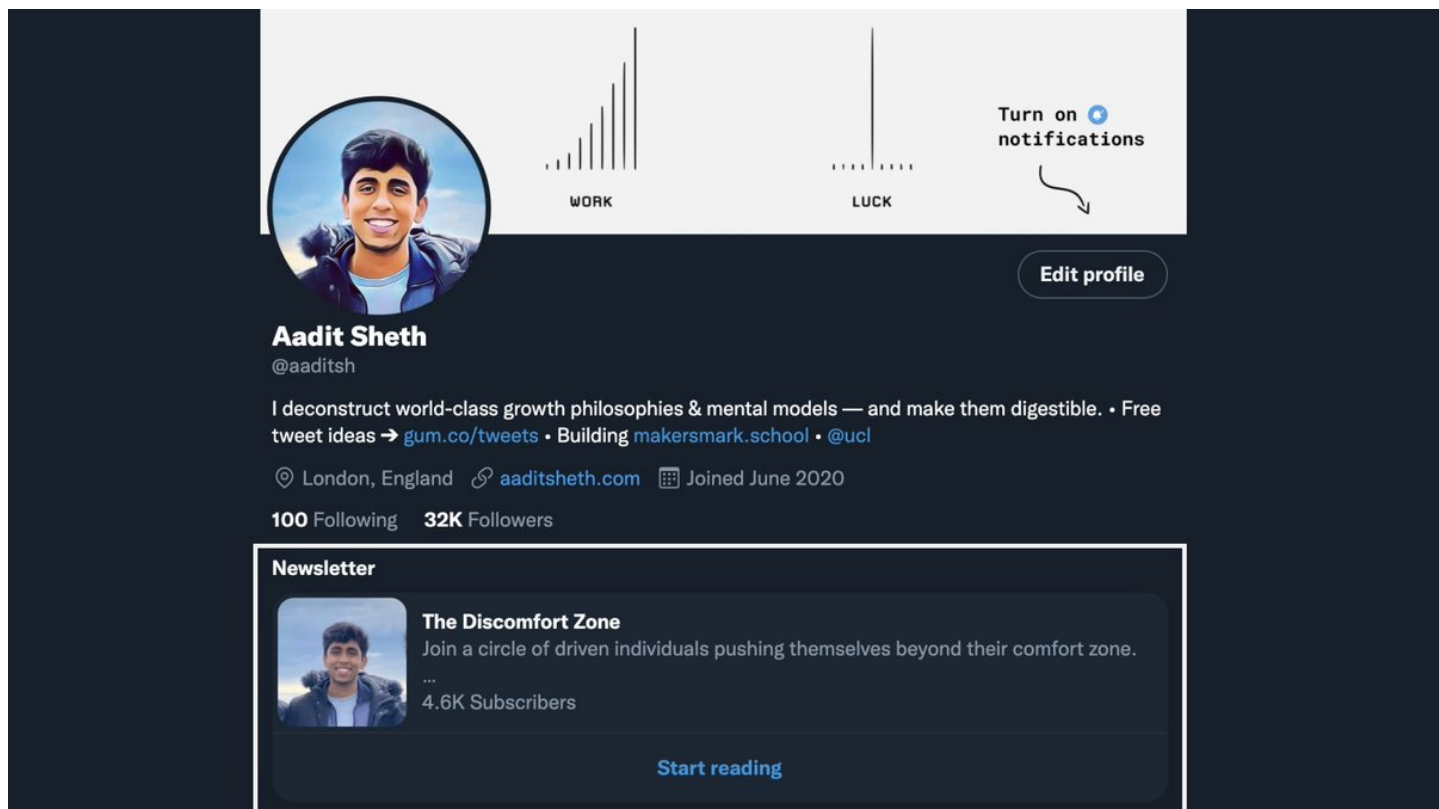 Turn on
notifications
WORK
LUCK
Edit profile
Aadit Sheth
@aaditsh
I deconstruct world-class growth philosophies & mental models — and make them digestible. • Free
tweet ideas ➔ gum.co/tweets • Building makersmark.school • @ucl
London, England aaditsheth.com Joined June 2020
100 Following 32K Followers
Newsletter
The Discomfort Zone
Join a circle of driven individuals pushing themselves beyond their comfort zone.
...
4.6K Subscribers
Start reading